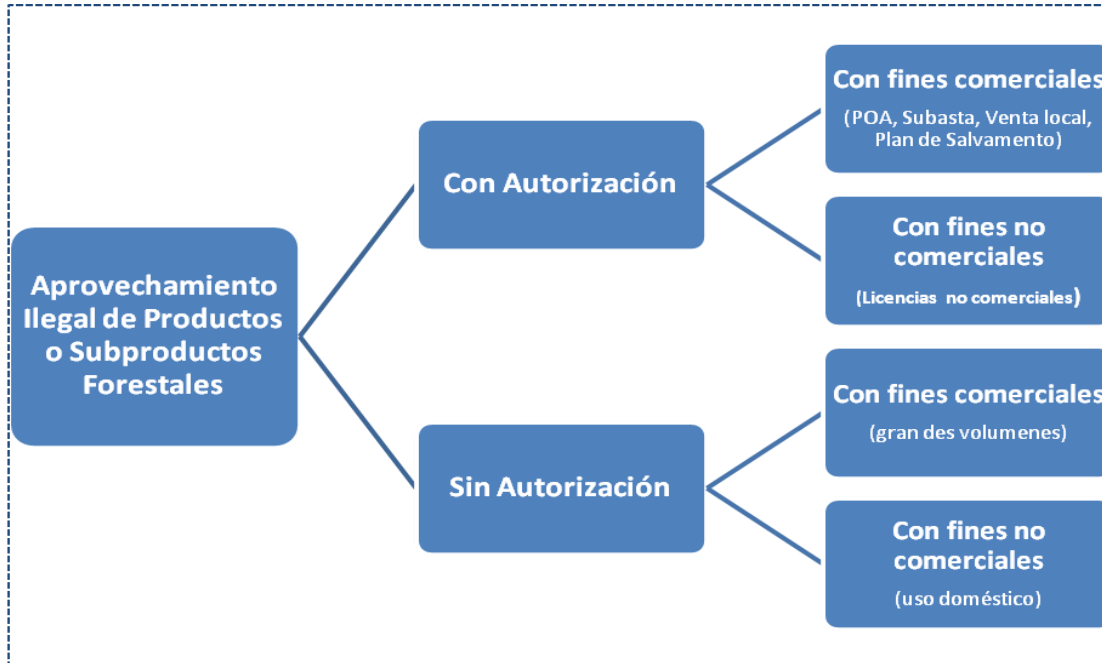 Aprovechamiento
Ilegal de Productos
o Subproductos
Forestales
Con Autorización
Con fines comerciales
(POA, Subasta, Venta local,
Plan de Salvamento)
Con fines no
comerciales
(Licencias no comerciales)
Sin Autorización
Con fines comerciales
(gran des volumenes)
Con fines no
comerciales
(uso doméstico)